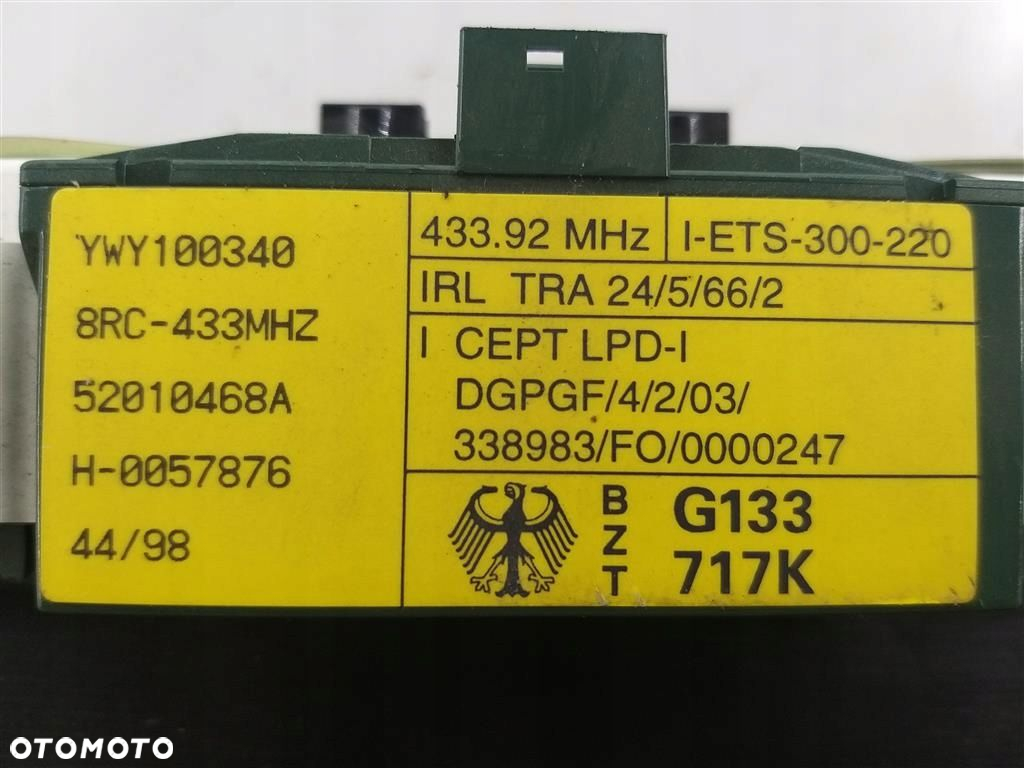 YWY100340
8RC-433MHZ
52010468A
H-0057876
44/98
433.92 MHz
I-ETS-300-220
IRL TRA 24/5/66/2
I CEPT LPD-I
DGPGF/4/2/03/
338983/FO/0000247
BZT
G133
717K
OTOMOTO